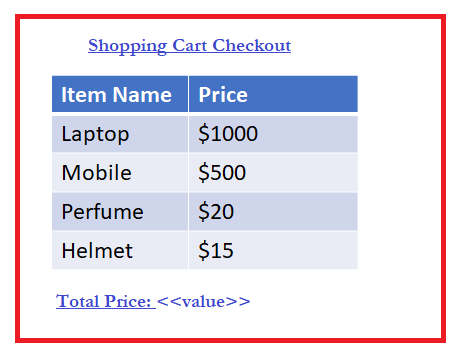 Shopping Cart Checkout
Item Name Price
Laptop $1000
Mobile $500
Perfume $20
Helmet $15
Total Price: <<value>>